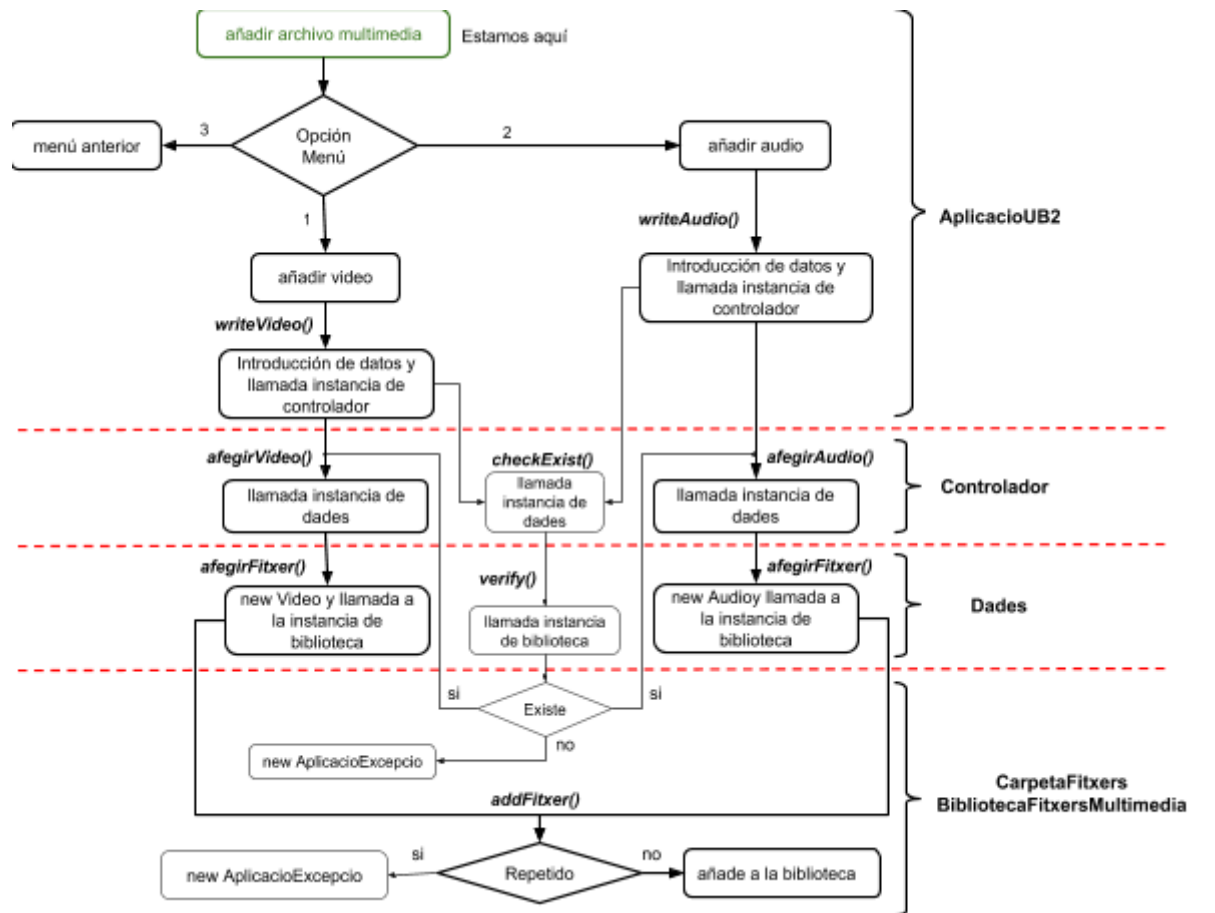 añadir archivo multimedia
Estamos aquí
3
Opción
Menú
2
menú anterior
añadir audio
1
writeAudio()
AplicacioUB2
añadir video
Introducción de datos y
llamada instancia de
controlador
writeVideo()
Introducción de datos y
llamada instancia de
controlador
afegirVideo()
checkExist()
afegirAudio()
llamada instancia de
dades
llamada
instancia de
dades
llamada instancia de
dades
Controlador
afegirFitxer()
verify()
afegirFitxer()
new Video y llamada a
la instancia de
biblioteca
llamada instancia
de biblioteca
new Audioy llamada a
la instancia de
biblioteca
Dades
si
Existe
si
no
new AplicacioExcepcio
CarpetaFitxers
BibliotecaFitxersMultimedia
addFitxer()
si
Repetido
no
new AplicacioExcepcio
añade a la biblioteca